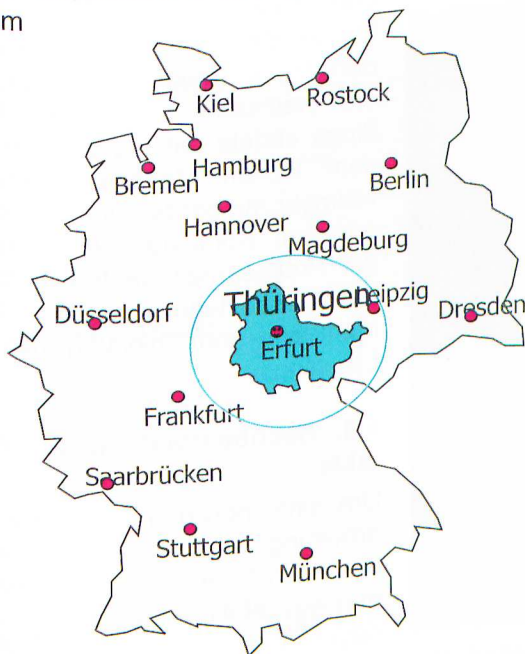 m
Kiel
Rostock
Hamburg
Bremen
Berlin
Hannover
Magdeburg
Thüringen
Leipzig
Düsseldorf
Dresden
Erfurt
Frankfurt
Saarbrücken
Stuttgart
München